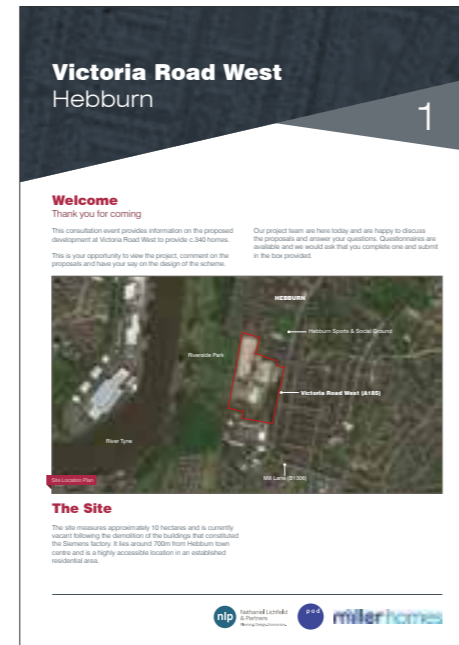 Victoria Road West
Hebburn
1
Welcome
Thank you for coming
This consultation event provides information on the proposed
development at Victoria Road West to provide c.340 homes.
This is your opportunity to view the project, comment on the
proposals and have your say on the design of the scheme.
Our project team are here today and are happy to discuss
the proposals and answer your questions. Questionnaires are
available and we would ask that you complete one and submit
in the box provided.
HEBBURN
Hebburn Sports & Social Ground
Riverside Park
Victoria Road West (A185)
River Tyne
Mill Lane (B1306)
Site Location Plan
The Site
The site measures approximately 10 hectares and is currently
vacant following the demolition of the buildings that constituted
the Siemens factory. It lies around 700m from Hebburn town
centre and is a highly accessible location in an established
residential area.
nlp
Nathaniel Lichfield
& Partners
pod
miller homes